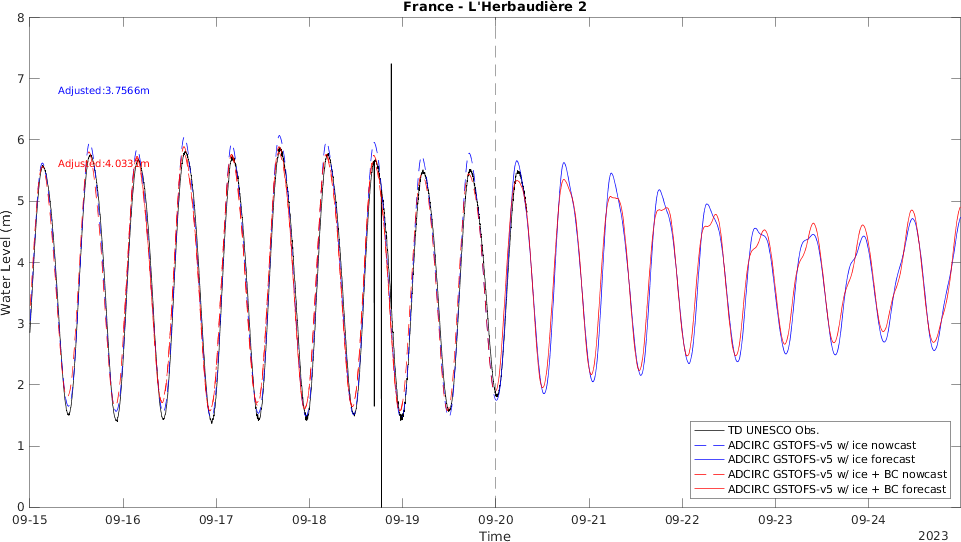 France - L'Herbaudière 2
8
7
6
5
4
3
2
1
0
Water Level (m)
Adjusted:3.7566m
09-15
09-16
09-17
09-18
09-19
09-20
09-21
09-22
09-23
09-24
Time
2023
TD UNESCO Obs.
ADCIRC GSTOFS-v5 w/ ice nowcast
ADCIRC GSTOFS-v5 w/ ice forecast
ADCIRC GSTOFS-v5 w/ ice + BC nowcast
ADCIRC GSTOFS-v5 w/ ice + BC forecast